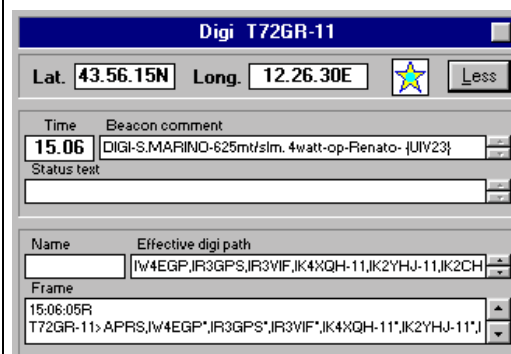 Digi T72GR-11
Lat. 43.56.15N Long. 12.26.30E Less
Time Beacon comment
15.06 DIGI-S.MARINO-625mt/slm. 4watt-op-Renato- {UIV23}
Status text
Name Effective digi path
IW4EGP,IR3GPS,IR3VIF,IK4XQH-11,IK2YHJ-11,IK2CH
Frame
15:06:05R
T72GR-11>APRS,IW4EGP*,IR3GPS*,IR3VIF*,IK4XQH-11*,IK2YHJ-11*,I